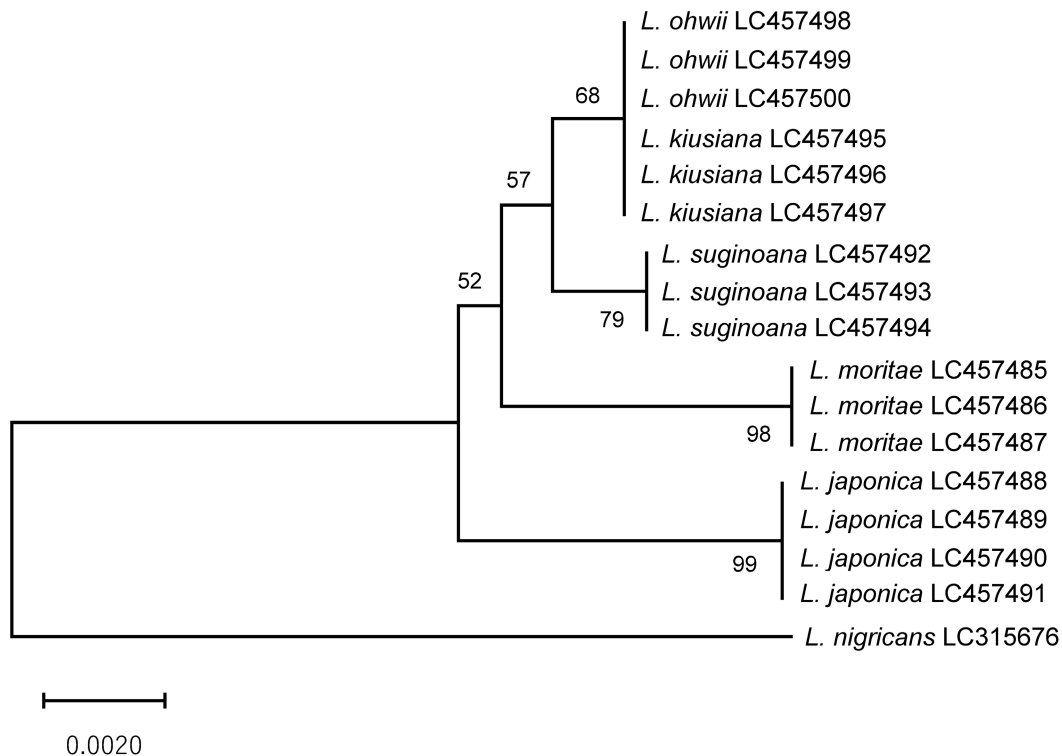 L. ohwii LC457498
L. ohwii LC457499
68
L. ohwii LC457500
L. kiusiana LC457495
57
L. kiusiana LC457496
L. kiusiana LC457497
L. suginoana LC457492
52
L. suginoana LC457493
79
L. suginoana LC457494
L. moritae LC457485
L. moritae LC457486
98
L. moritae LC457487
L. japonica LC457488
L. japonica LC457489
99
L. japonica LC457490
L. japonica LC457491
L. nigricans LC315676
0.0020